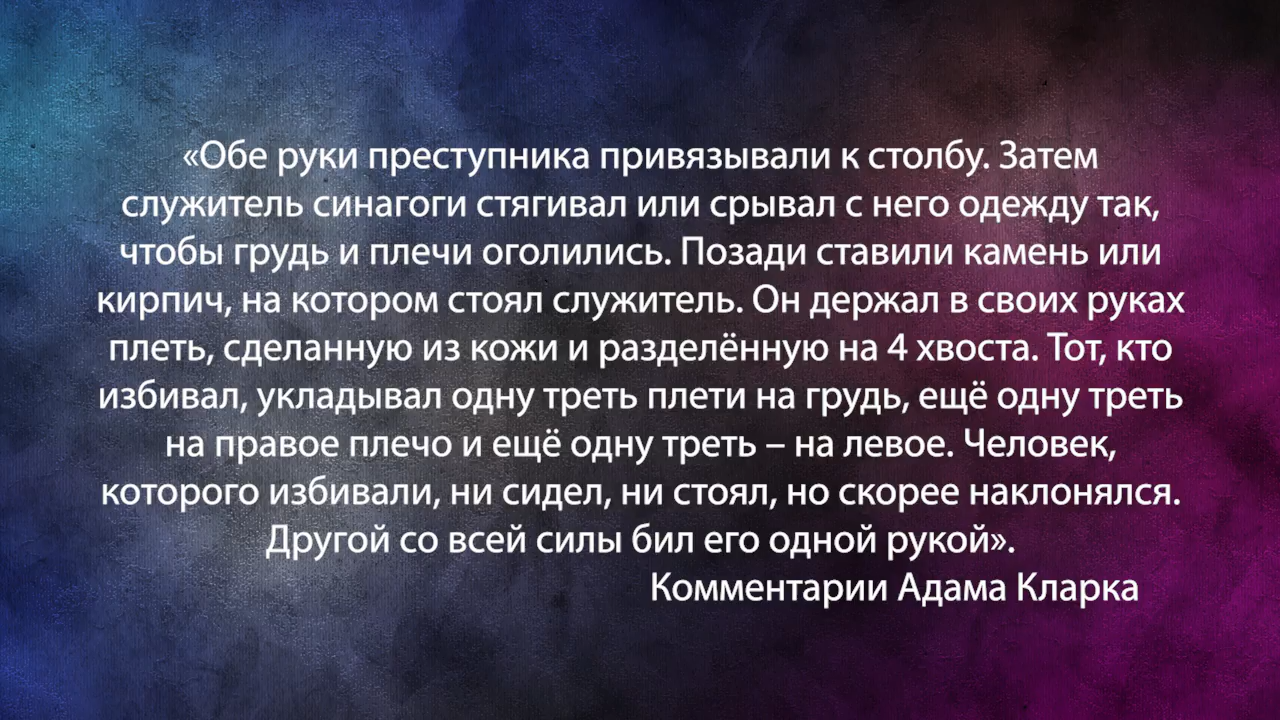 «Обе руки преступника привязывали к столбу. Затем
служитель синагоги стягивал или срывал с него одежду так,
чтобы грудь и плечи оголились. Позади ставили камень или
кирпич, на котором стоял служитель. Он держал в своих руках
плеть, сделанную из кожи и разделённую на 4 хвоста. Тот, кто
избивал, укладывал одну треть плети на грудь, ещё одну треть
на правое плечо и ещё одну треть – на левое. Человек,
которого избивали, ни сидел, ни стоял, но скорее наклонялся.
Другой со всей силы бил его одной рукой».
Комментарии Адама Кларка